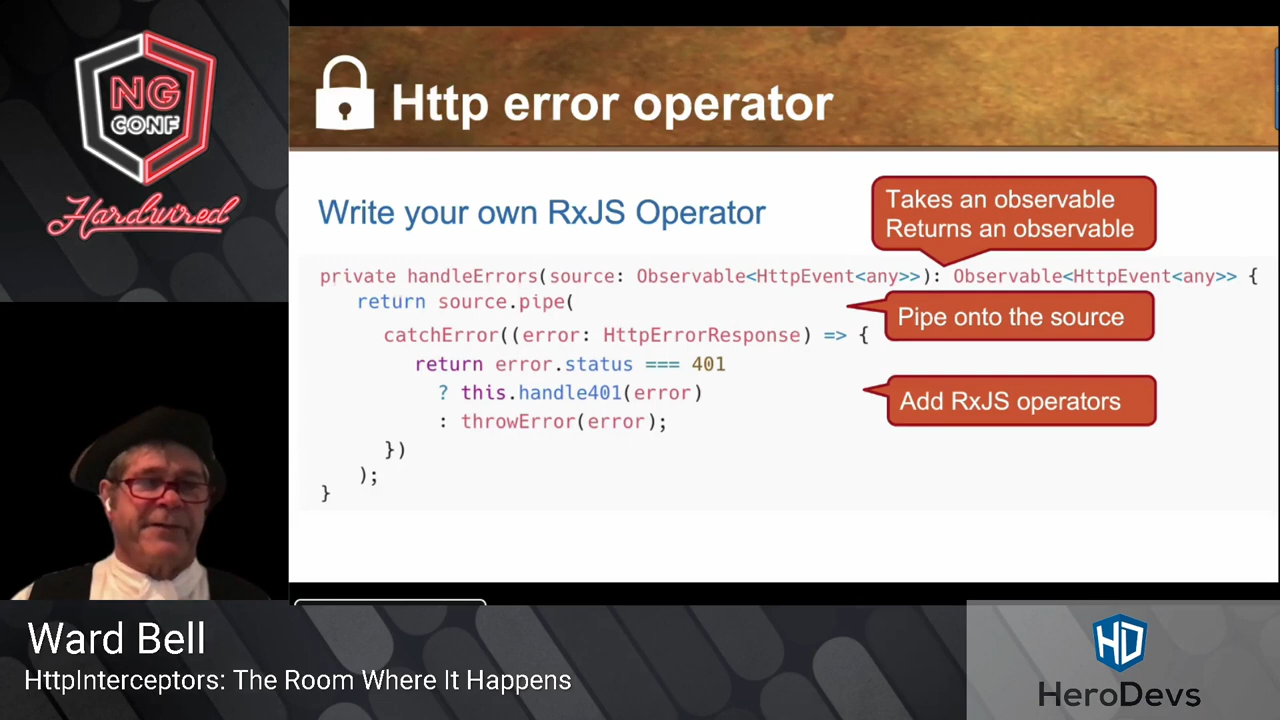 NG
CONF
Hardwired
Http error operator
Write your own RxJS Operator
Takes an observable
Returns an observable
private handleErrors(source: Observable<HttpEvent<any>>): Observable<HttpEvent<any>> {
return source.pipe(
Pipe onto the source
catchError((error: HttpErrorResponse) => {
return error.status === 401
? this.handle401(error)
Add RxJS operators
: throwError(error);
})
);
}
Ward Bell
HttpInterceptors: The Room Where It Happens
HD
HeroDevs